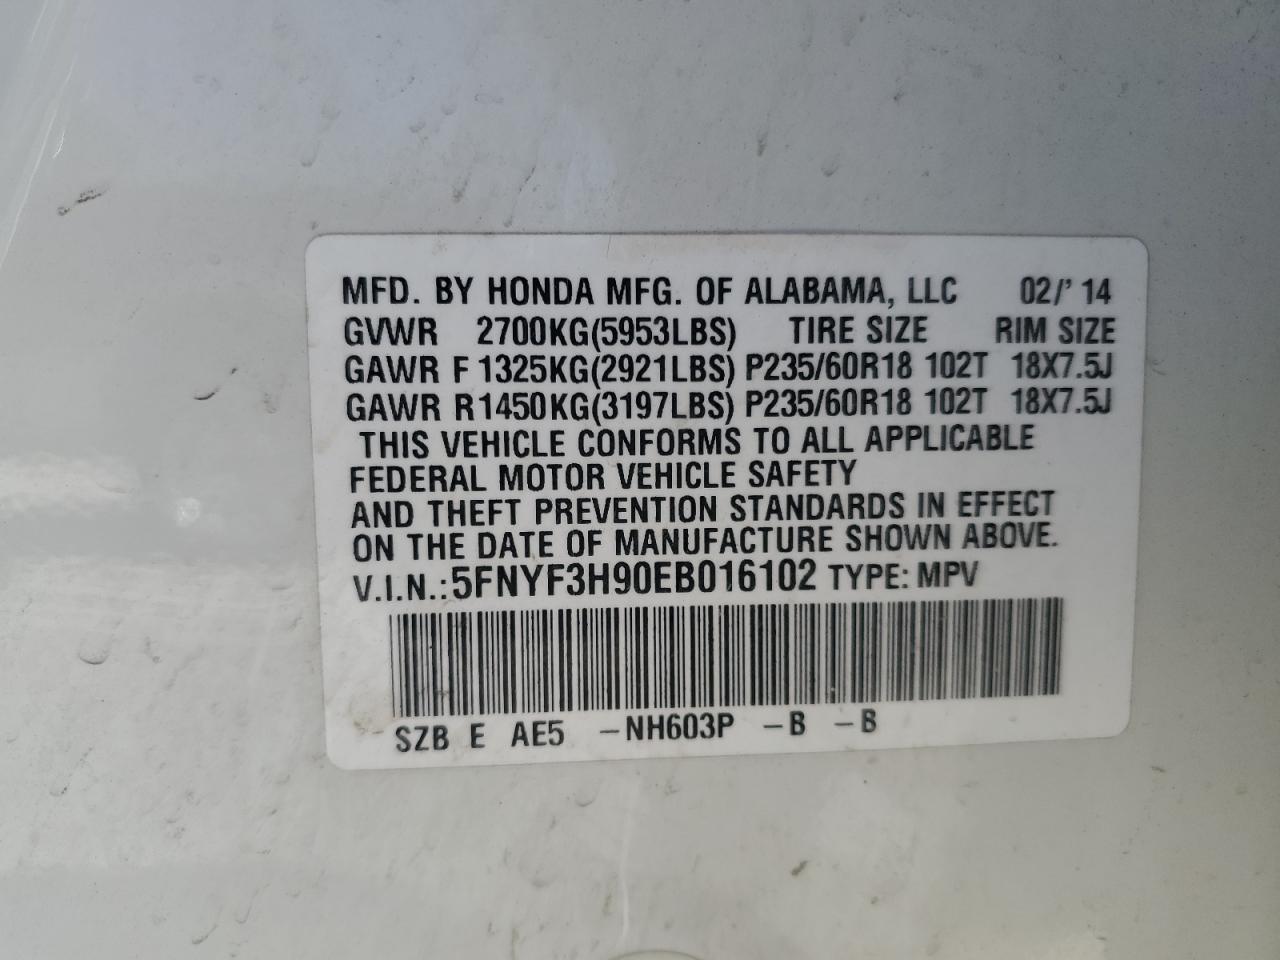 MFD. BY HONDA MFG. OF ALABAMA, LLC 02/' 14
GVWR 2700KG(5953LBS) TIRE SIZE RIM SIZE
GAWR F 1325KG(2921LBS) P235/60R18 102T 18X7.5J
GAWR R1450KG(3197LBS) P235/60R18 102T 18X7.5J
THIS VEHICLE CONFORMS TO ALL APPLICABLE
FEDERAL MOTOR VEHICLE SAFETY
AND THEFT PREVENTION STANDARDS IN EFFECT
ON THE DATE OF MANUFACTURE SHOWN ABOVE.
V.I.N.:5FNYF3H90EB016102 TYPE: MPV
SZB E AE5 -NH603P -B -B